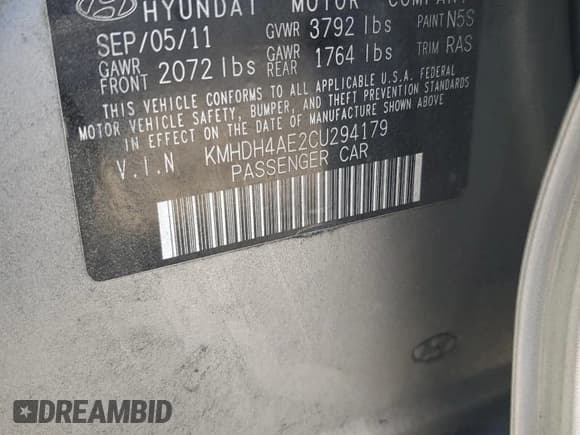 HYUNDAI MOTOR COMPANY
SEP/05/11 GVWR 3792 lbs PAINT N5S
GAWR FRONT 2072 lbs GAWR REAR 1764 lbs TRIM RAS
THIS VEHICLE CONFORMS TO ALL APPLICABLE U.S.A. FEDERAL
MOTOR VEHICLE SAFETY, BUMPER, AND THEFT PREVENTION STANDARDS
IN EFFECT ON THE DATE OF MANUFACTURE SHOWN ABOVE.
V.I.N KMHDH4AE2CU294179
PASSENGER CAR
DREAMBID